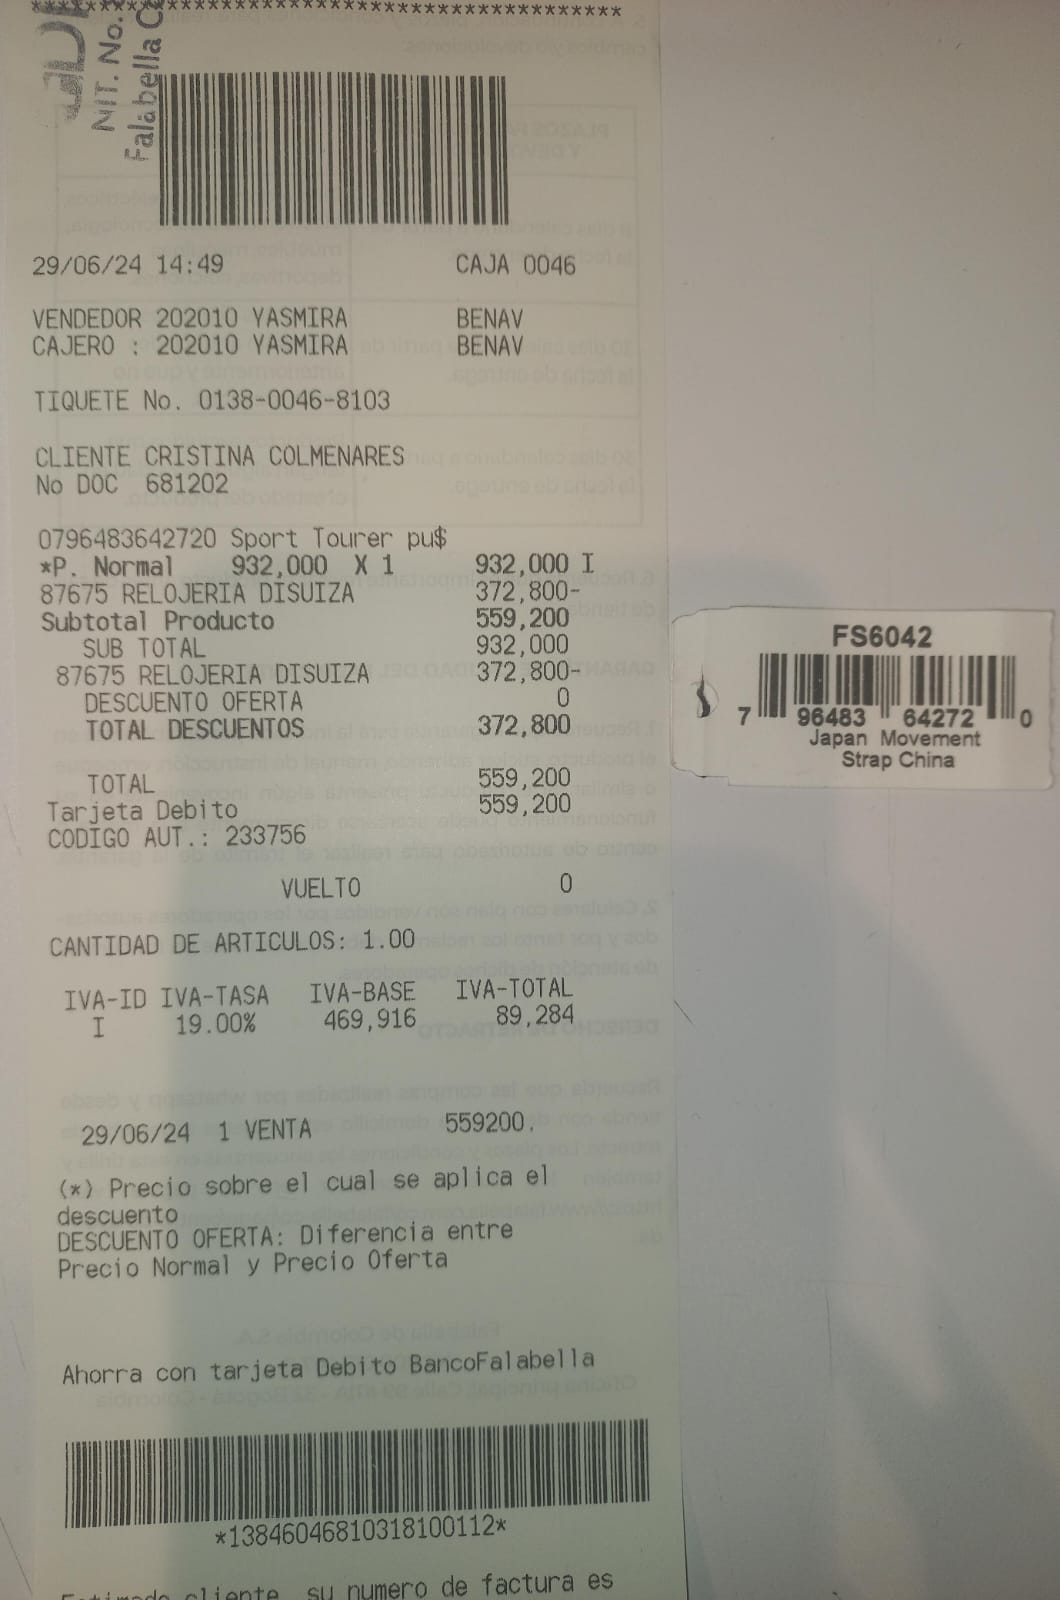 *******************************************
NIT. No.
Falabella
29/06/24 14:49 CAJA 0046
VENDEDOR 202010 YASMIRA BENAV
CAJERO : 202010 YASMIRA BENAV
TIQUETE No. 0138-0046-8103
CLIENTE CRISTINA COLMENARES
No DOC 681202
0796483642720 Sport Tourer pu$
*P. Normal 932,000 X 1 932,000 I
87675 RELOJERIA DISUIZA 372,800-
Subtotal Producto 559,200
SUB TOTAL 932,000
87675 RELOJERIA DISUIZA 372,800-
DESCUENTO OFERTA 0
TOTAL DESCUENTOS 372,800
TOTAL 559,200
Tarjeta Debito 559,200
CODIGO AUT.: 233756
VUELTO 0
CANTIDAD DE ARTICULOS: 1.00
IVA-ID IVA-TASA IVA-BASE IVA-TOTAL
I 19.00% 469,916 89,284
29/06/24 1 VENTA 559200.
(*) Precio sobre el cual se aplica el
descuento
DESCUENTO OFERTA: Diferencia entre
Precio Normal y Precio Oferta
Ahorra con tarjeta Debito BancoFalabella
*13846046810318100112*
Estimado cliente, su numero de factura es
FS6042
7 96483 64272 0
Japan Movement
Strap China